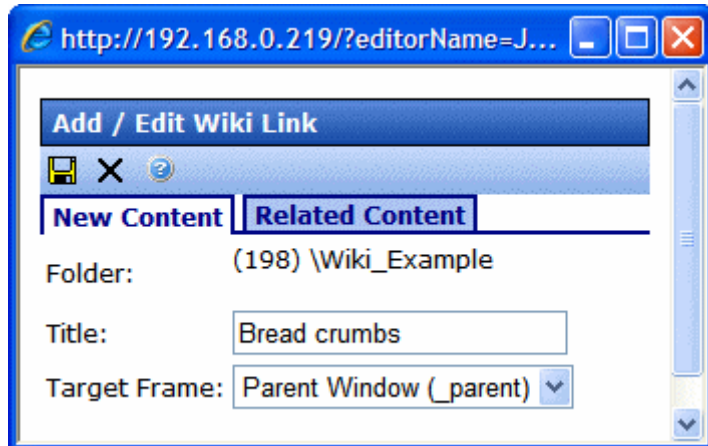 http://192.168.0.219/?editorName=J...
Add / Edit Wiki Link
New Content Related Content
Folder: (198) \Wiki_Example
Title: Bread crumbs
Target Frame: Parent Window (_parent)